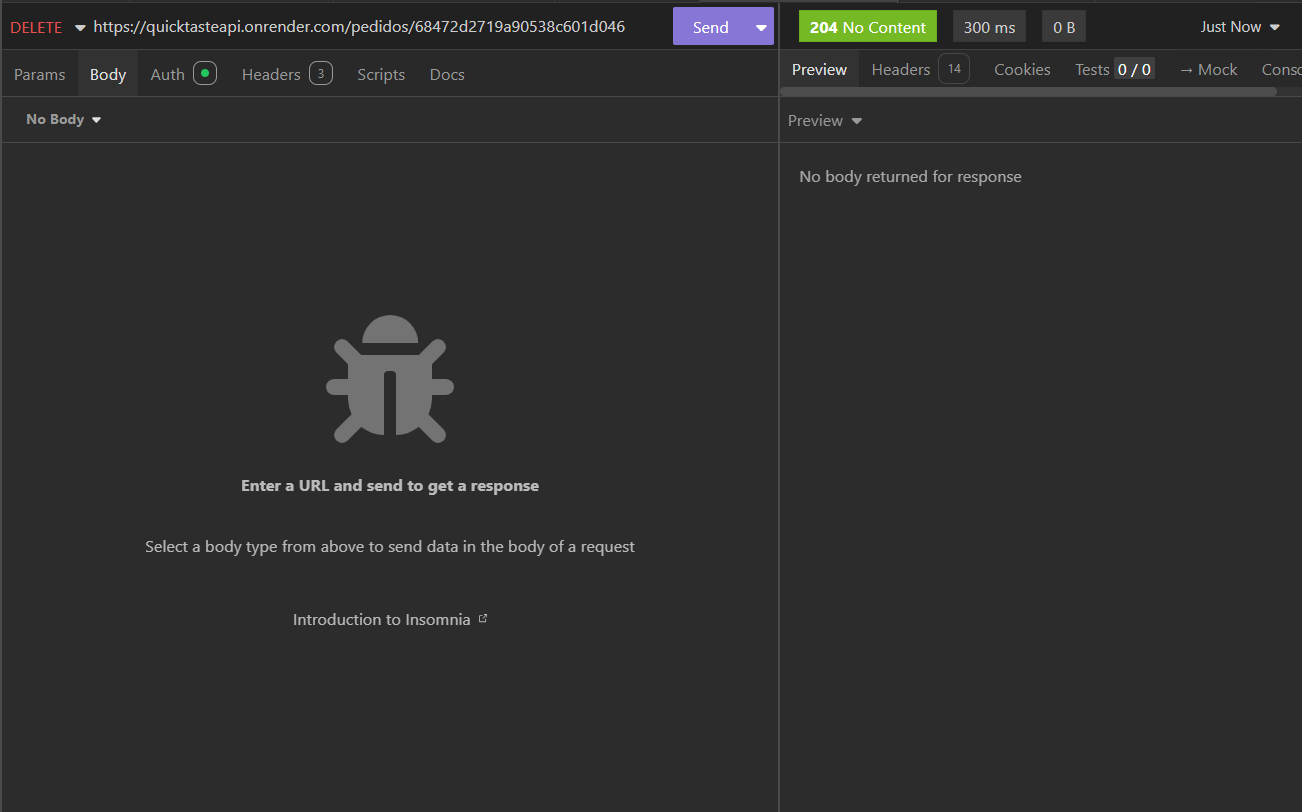 DELETE https://quicktasteapi.onrender.com/pedidos/68472d2719a90538c601d046 Send
204 No Content 300 ms 0 B Just Now
Params Body Auth Headers 3 Scripts Docs
Preview Headers 14 Cookies Tests 0 / 0 → Mock Conso
No Body
Preview
No body returned for response
Enter a URL and send to get a response
Select a body type from above to send data in the body of a request
Introduction to Insomnia